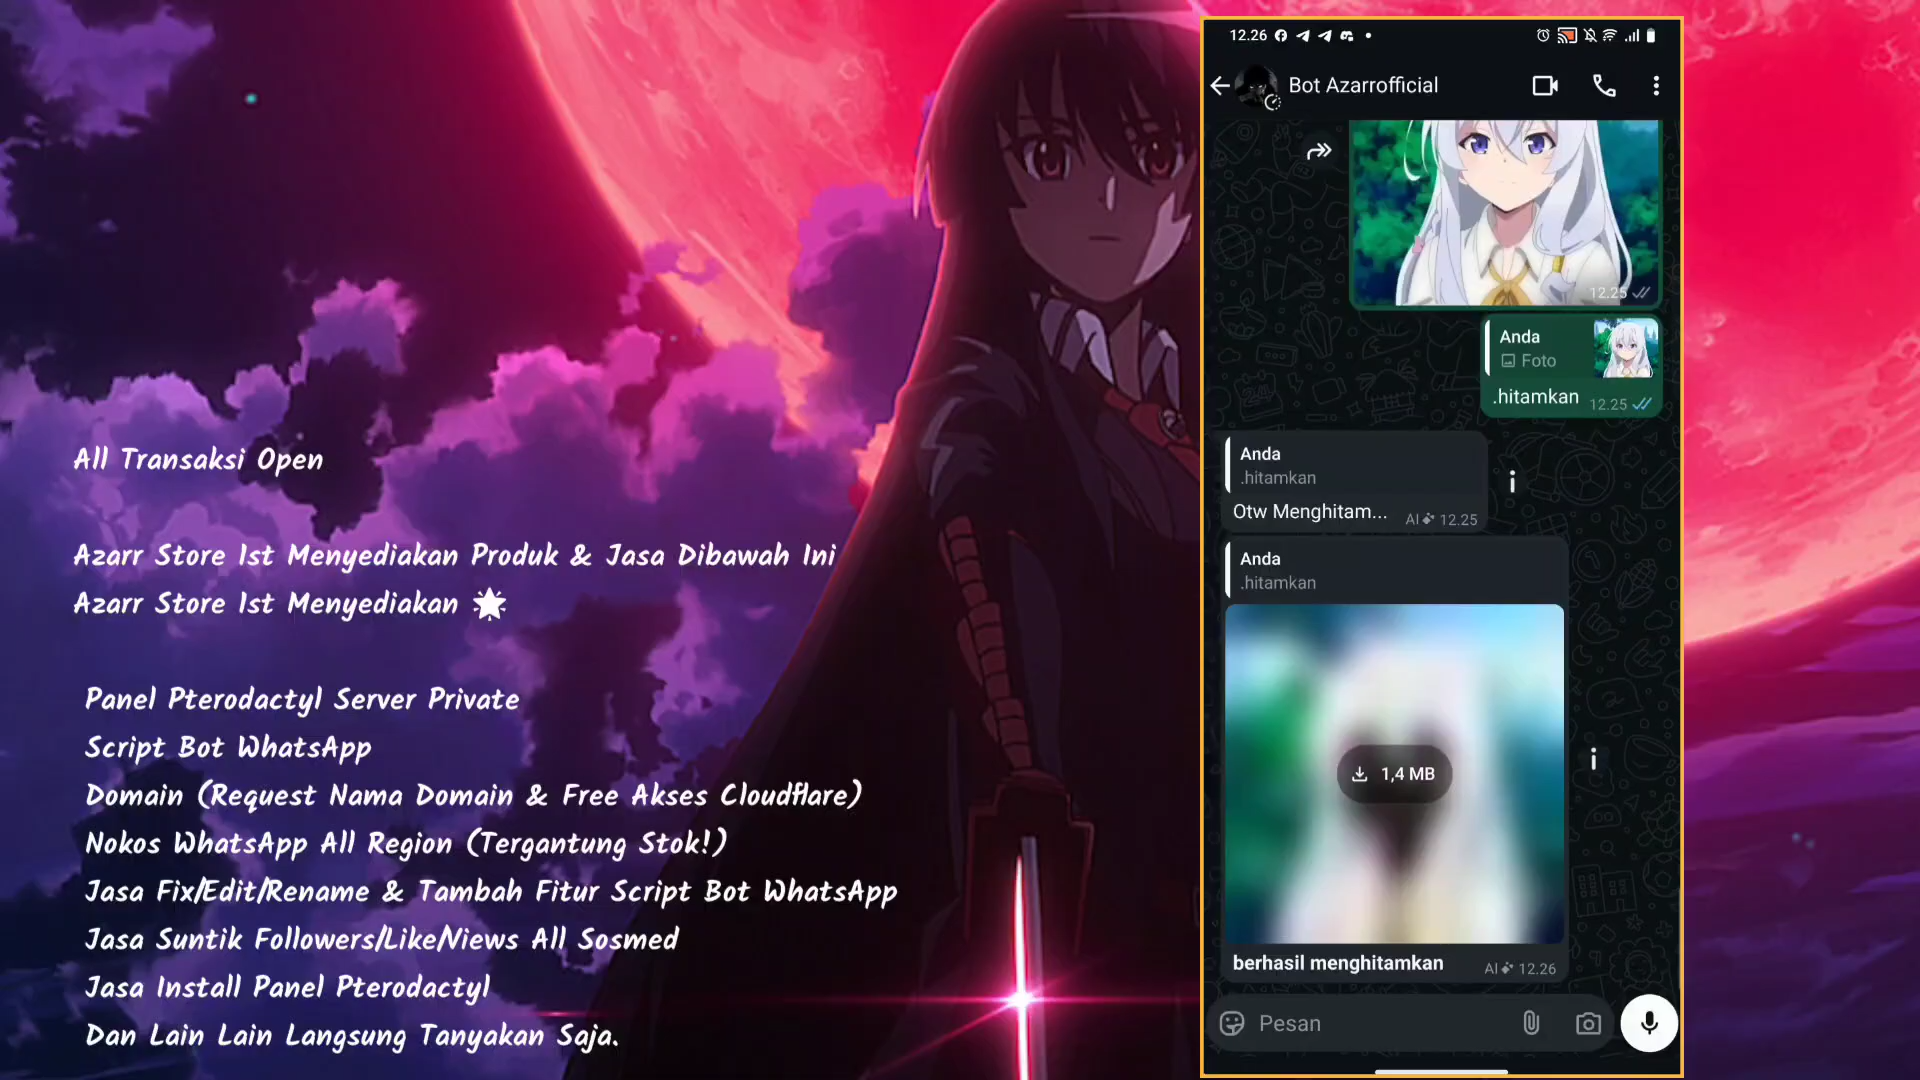 All Transaksi Open
Azarr Store 1st Menyediakan Produk & Jasa Dibawah Ini
Azarr Store 1st Menyediakan 🌟
Panel Pterodactyl Server Private
Script Bot WhatsApp
Domain (Request Nama Domain & Free Akses Cloudflare)
Nokos WhatsApp All Region (Tergantung Stok!)
Jasa Fix/Edit/Rename & Tambah Fitur Script Bot WhatsApp
Jasa Suntik Followers/Like/Views All Sosmed
Jasa Install Panel Pterodactyl
Dan Lain Lain Langsung Tanyakan Saja.
12.26
Bot Azarrofficial
12.25
Anda
Foto
.hitamkan 12.25
Anda
.hitamkan
Otw Menghitam... AI 12.25
Anda
.hitamkan
1,4 MB
berhasil menghitamkan AI 12.26
Pesan